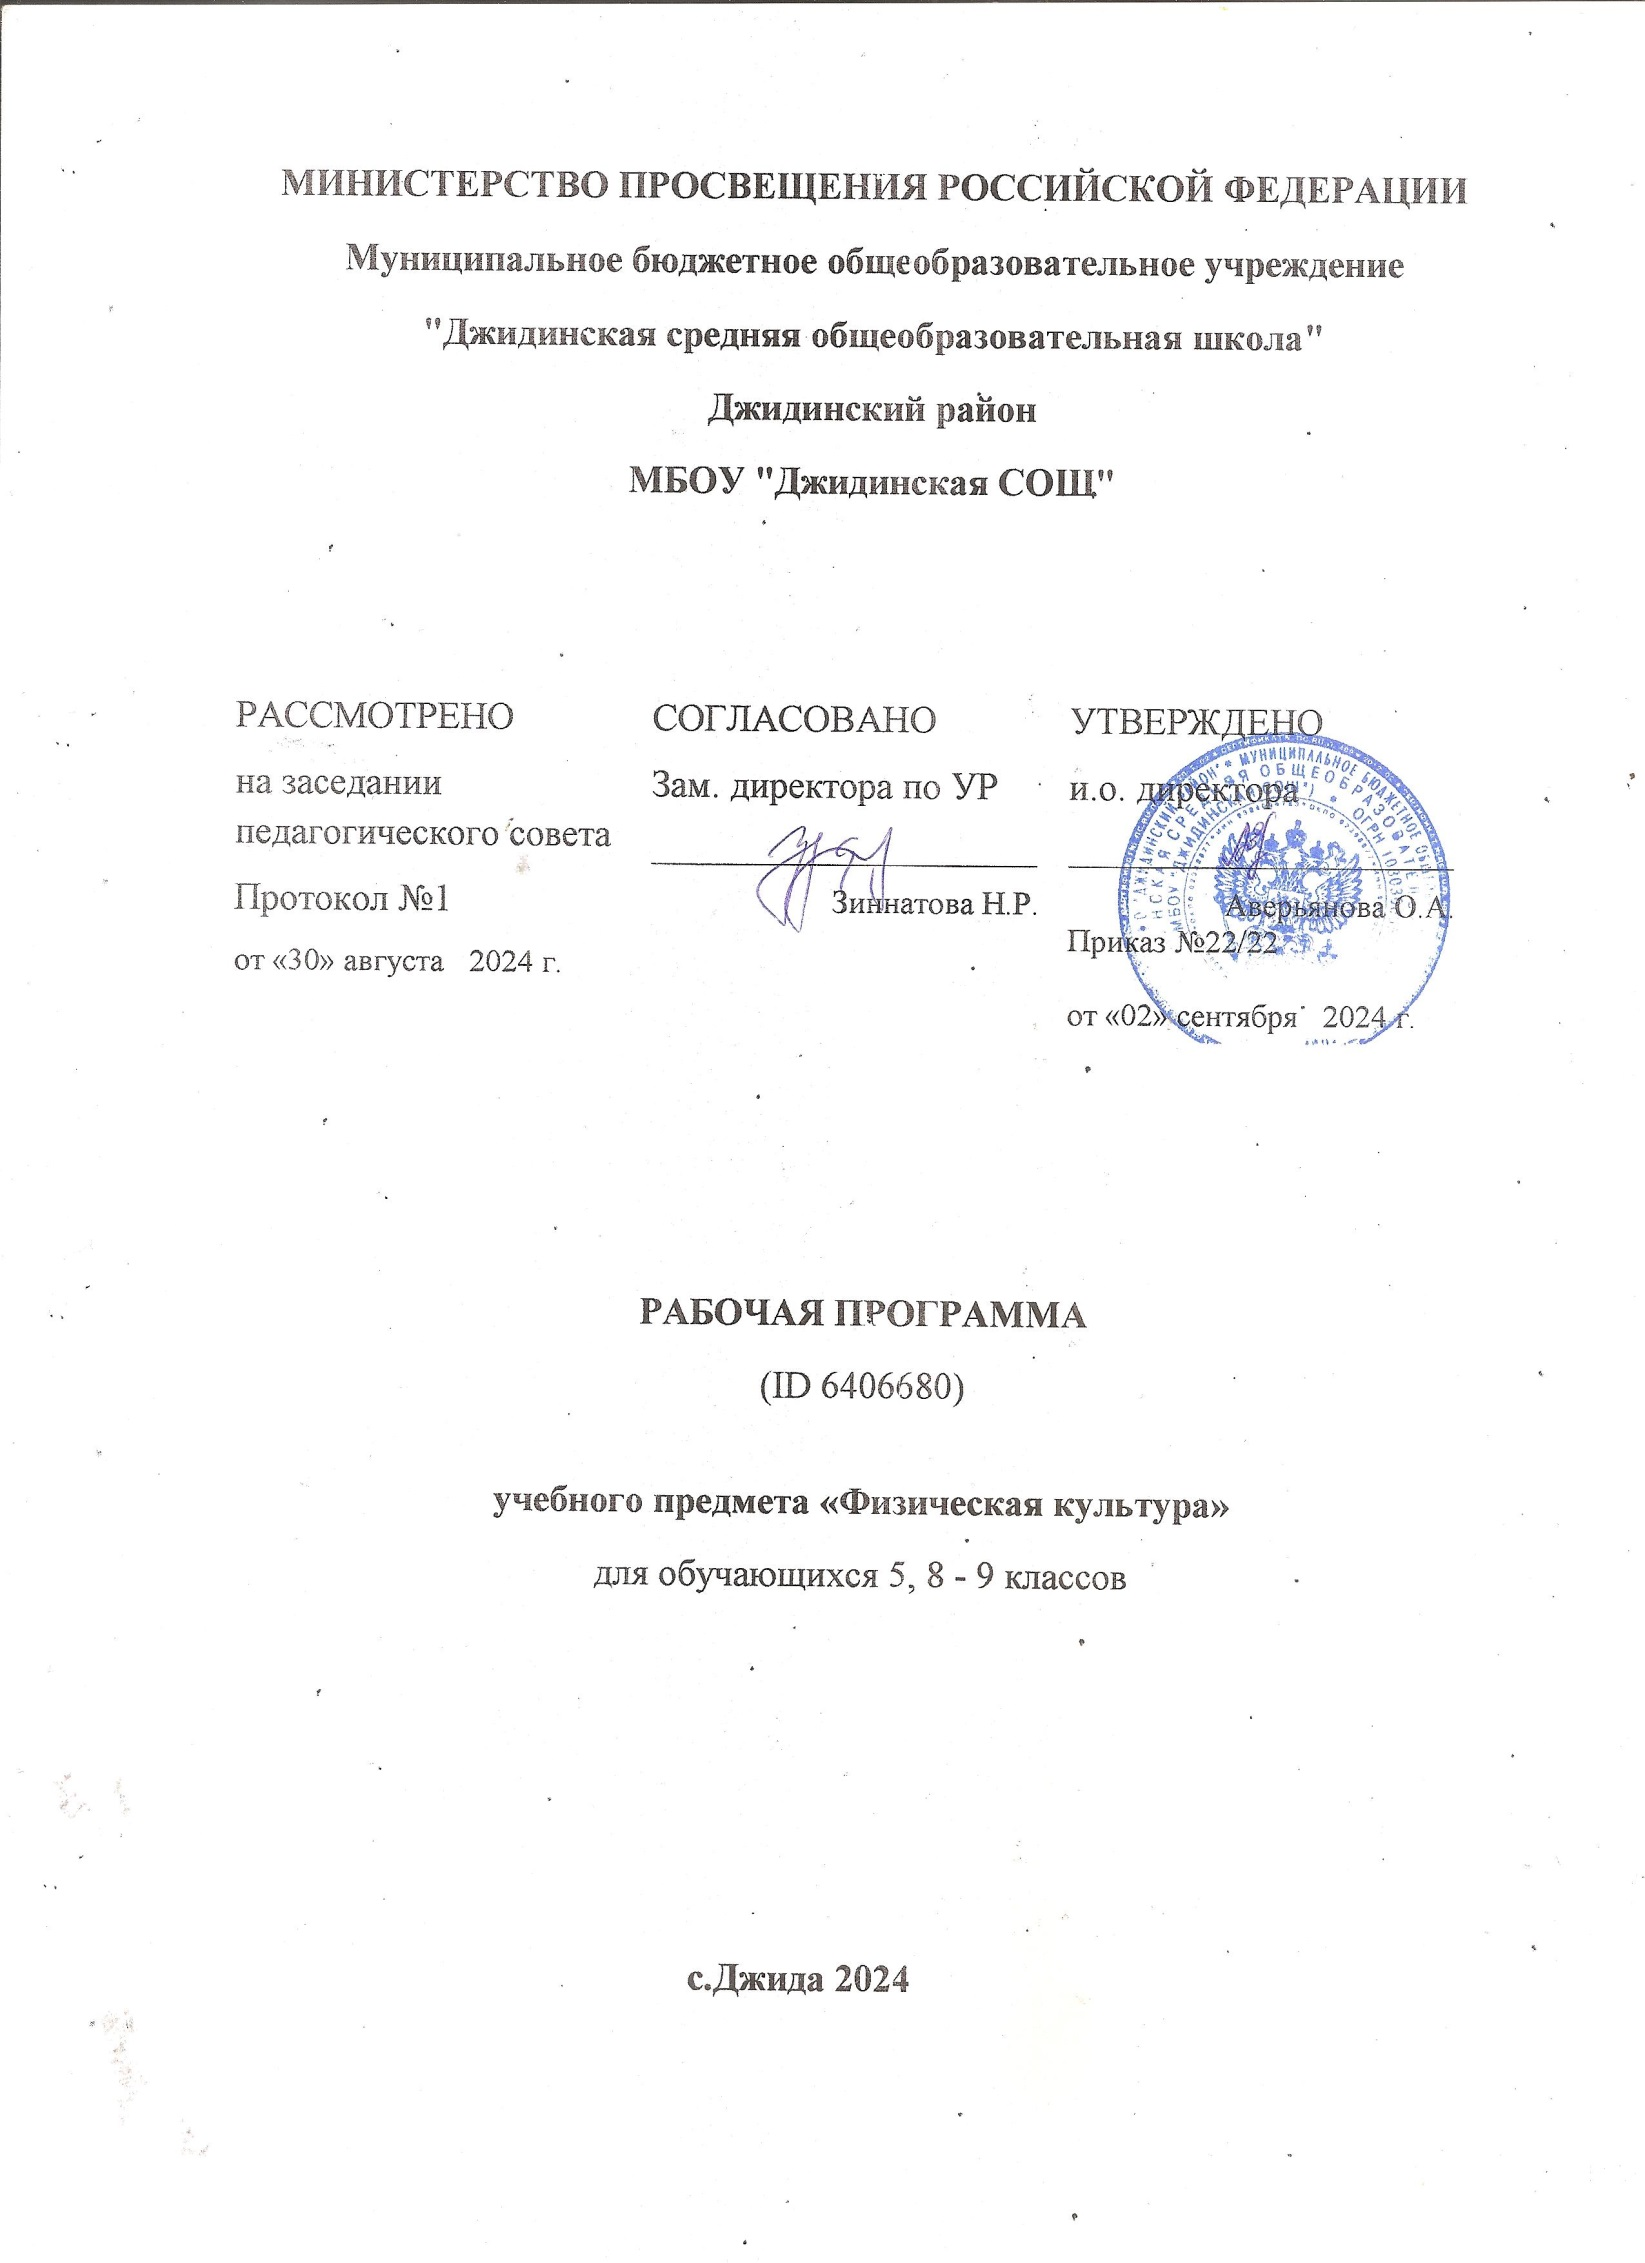 МИНИСТЕРСТВО ПРОСВЕЩЕНИЯ РОССИЙСКОЙ ФЕДЕРАЦИИ
Муниципальное бюджетное общеобразовательное учреждение
"Джидинская средняя общеобразовательная школа"
Джидинский район
МБОУ "Джидинская СОЩ"
РАССМОТРЕНО
на заседании
педагогического совета
Протокол №1
от «30» августа 2024 г.
СОГЛАСОВАНО
Зам. директора по УР
Зиннатова Н.Р.
УТВЕРЖДЕНО
и.о. директора
Аверьянова О.А.
Приказ №22/22
от «02» сентября 2024 г.
МУНИЦИПАЛЬНОЕ БЮДЖЕТНОЕ
РАБОЧАЯ ПРОГРАММА
(ID 6406680)
учебного предмета «Физическая культура»
для обучающихся 5, 8 - 9 классов
с.Джида 2024